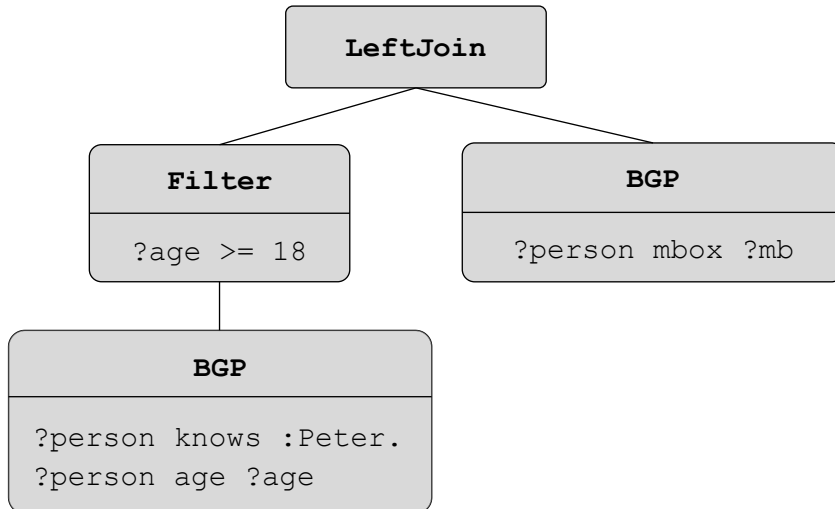 LeftJoin
Filter
?age >= 18
BGP
?person mbox ?mb
BGP
?person knows :Peter.
?person age ?age